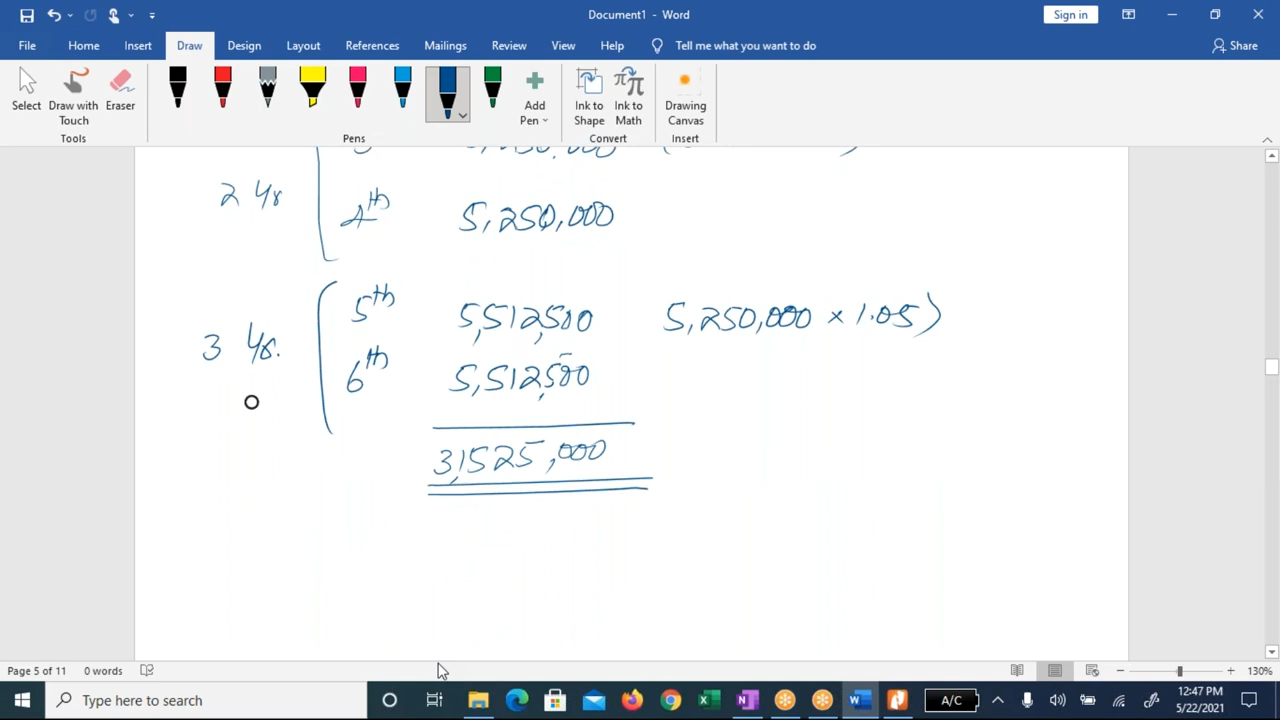 Document1 - Word
Sign in
File Home Insert Draw Design Layout References Mailings Review View Help Tell me what you want to do Share
Select Draw with Touch Eraser Add Pen Ink to Shape Ink to Math Drawing Canvas
Tools Pens Convert Insert
2 Yr
4th 5,250,000
5th 5,512,500 5,250,000 × 1.05)
3 Yr.
6th 5,512,500
31,525,000
Page 5 of 11 0 words 130%
Type here to search
A/C
12:47 PM
5/22/2021